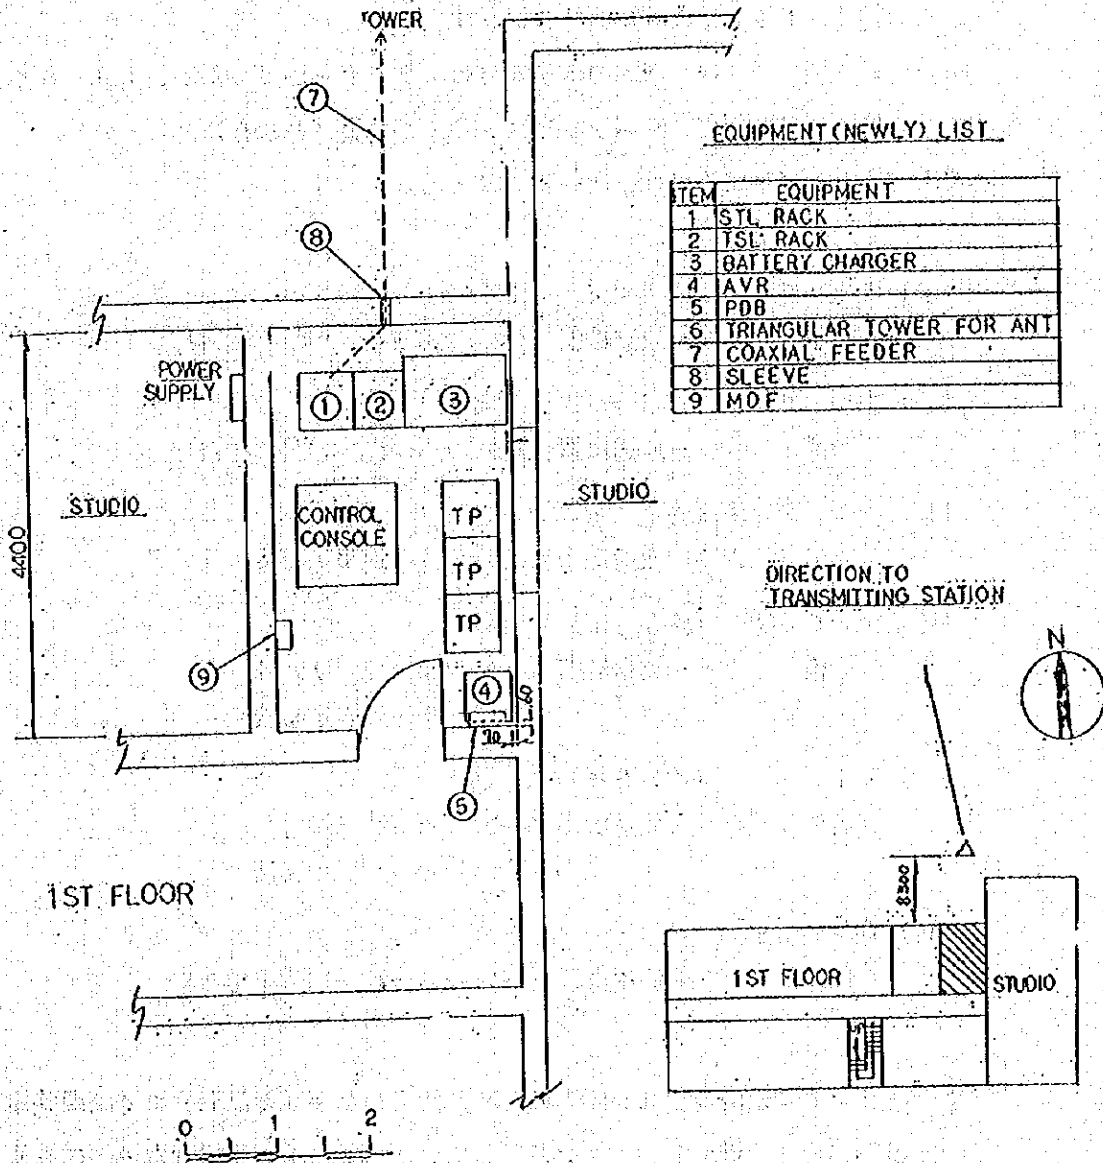 TOWER
7
8
EQUIPMENT (NEWLY) LIST
ITEM EQUIPMENT
1 STL RACK
2 TSL RACK
3 BATTERY CHARGER
4 AVR
5 PDB
6 TRIANGULAR TOWER FOR ANT
7 COAXIAL FEEDER
8 SLEEVE
9 MDF
POWER
SUPPLY
1 2 3
STUDIO
4400
CONTROL
CONSOLE
TP
TP
TP
STUDIO
9
4
60
70
5
DIRECTION TO
TRANSMITTING STATION
N
8300
1ST FLOOR
1ST FLOOR
STUDIO
0 1 2